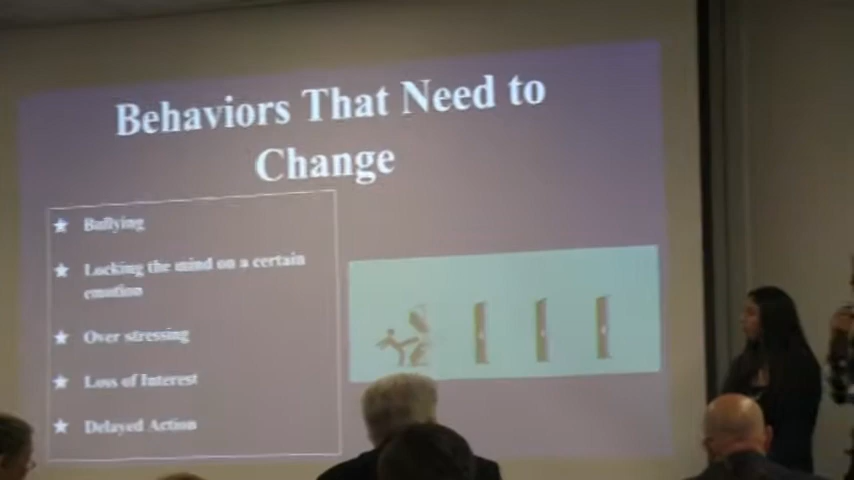 Behaviors That Need to
Change
Bullying
Locking the mind on a certain
emotion
Over stressing
Loss of Interest
Delayed Action